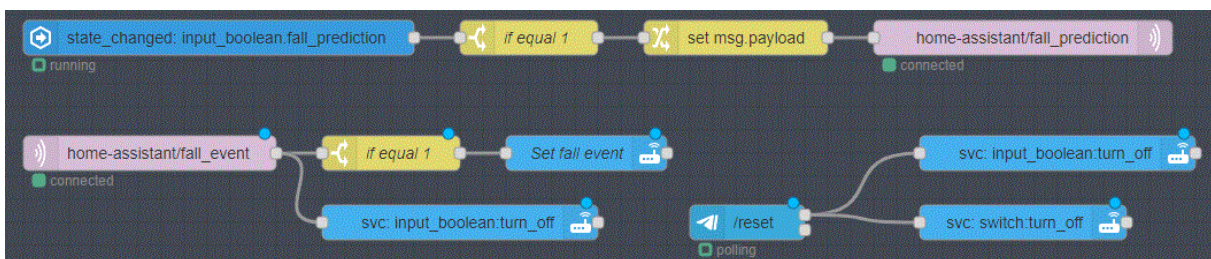 state_changed: input_boolean.fall_prediction
if equal 1
set msg.payload
home-assistant/fall_prediction
running
connected
home-assistant/fall_event
if equal 1
Set fall event
svc: input_boolean:turn_off
connected
svc: input_boolean:turn_off
/reset
svc: switch:turn_off
polling